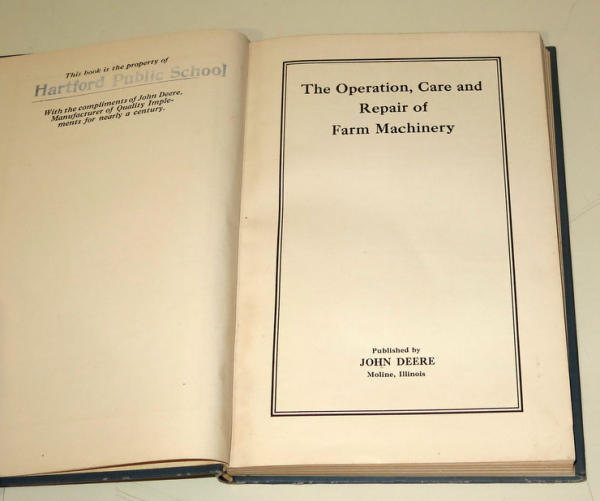 This book is the property of
Hartford Public School
With the compliments of John Deere,
Manufacturer of Quality Imple-
ments for nearly a century.
The Operation, Care and
Repair of
Farm Machinery
Published by
JOHN DEERE
Moline, Illinois